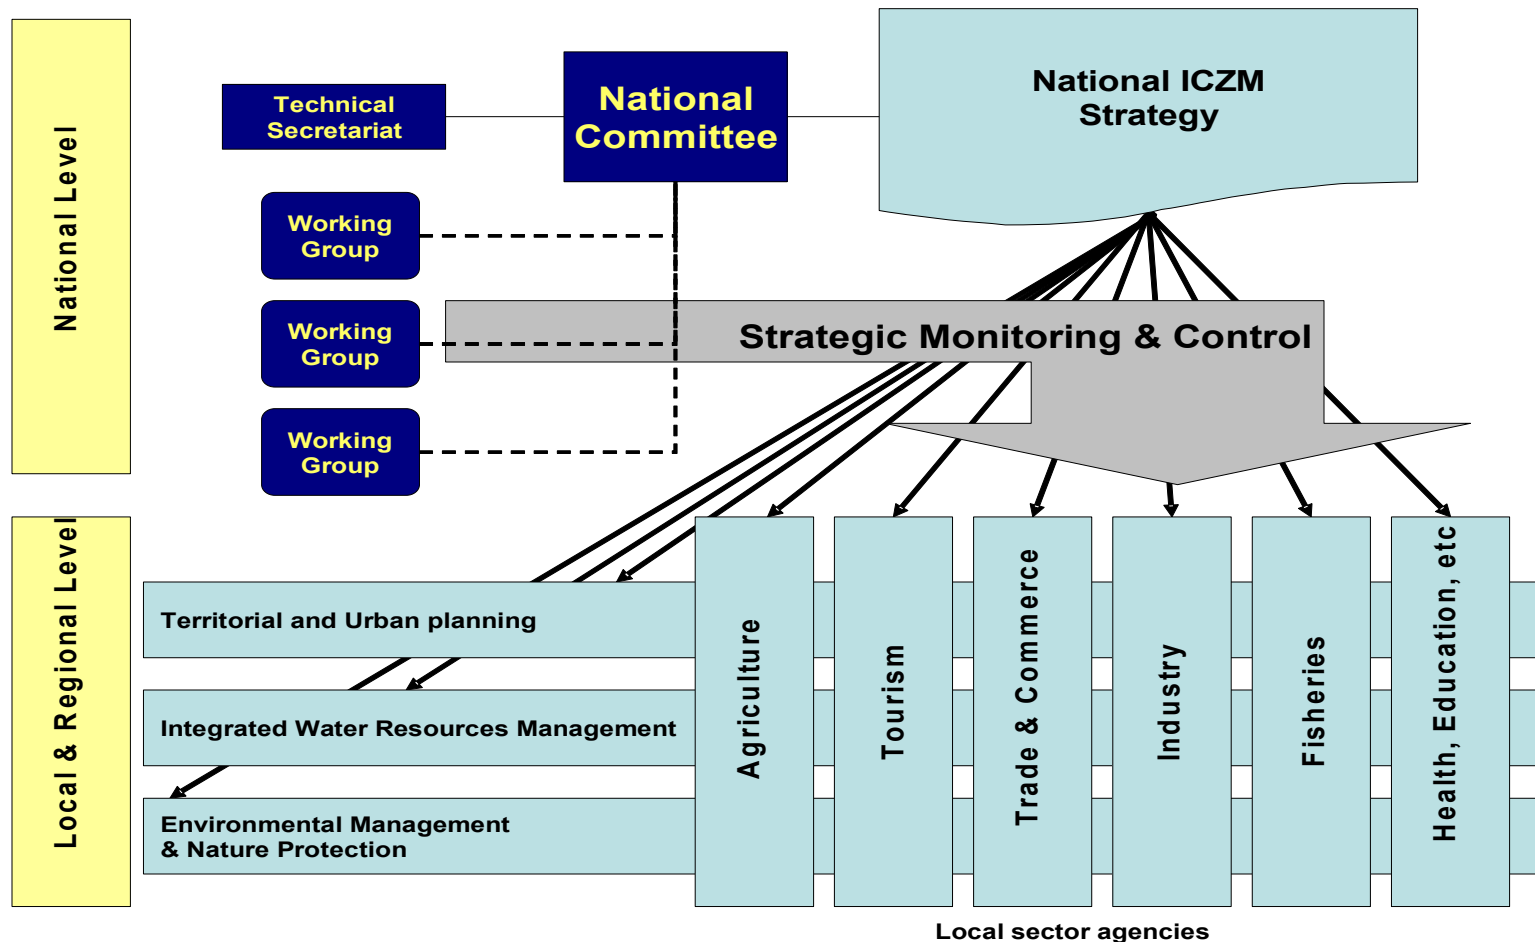 National Level
Technical
Secretariat
National
Committee
National ICZM
Strategy
Working
Group
Working
Group
Working
Group
Strategic Monitoring & Control
Local & Regional Level
Territorial and Urban planning
Integrated Water Resources Management
Environmental Management
& Nature Protection
Agriculture
Tourism
Trade & Commerce
Industry
Fisheries
Health, Education, etc
Local sector agencies